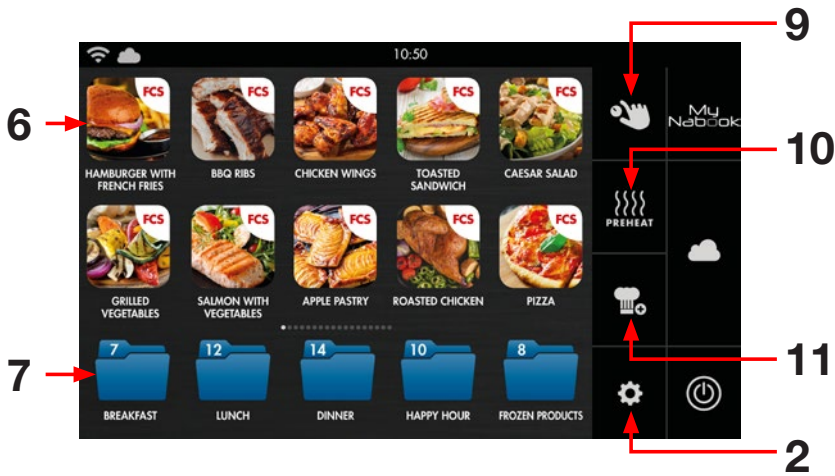 9
10:50
6
FCS
FCS
FCS
FCS
FCS
My
Nabook
HAMBURGER WITH
FRENCH FRIES
BBQ RIBS
CHICKEN WINGS
TOASTED
SANDWICH
CAESAR SALAD
10
PREHEAT
FCS
FCS
FCS
FCS
FCS
GRILLED
VEGETABLES
SALMON WITH
VEGETABLES
APPLE PASTRY
ROASTED CHICKEN
PIZZA
7
7
12
14
10
8
11
BREAKFAST
LUNCH
DINNER
HAPPY HOUR
FROZEN PRODUCTS
2